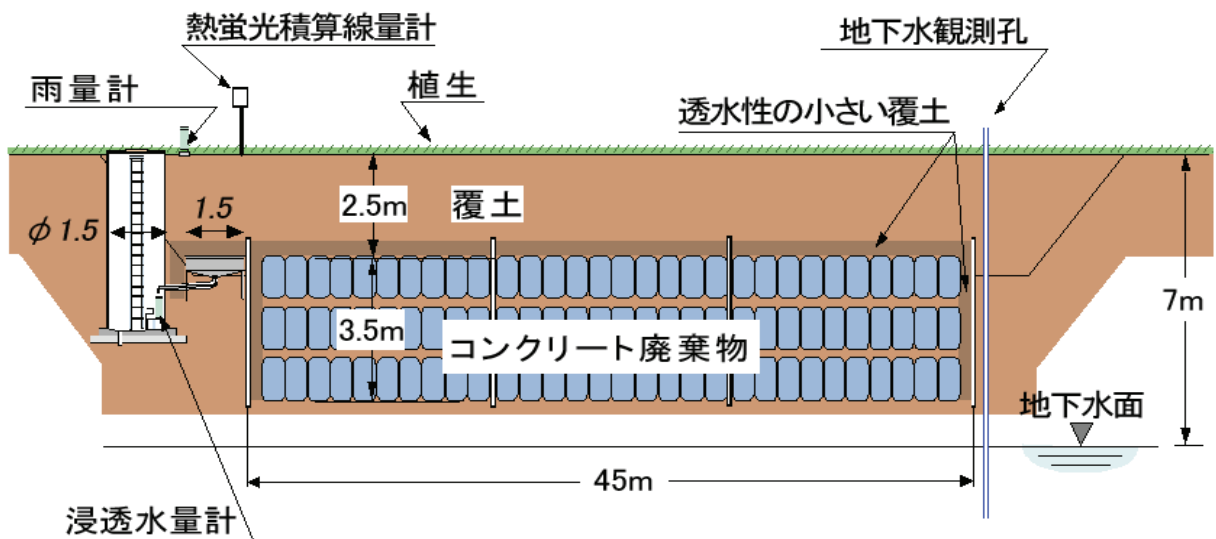 熱蛍光積算線量計
地下水観測孔
雨量計
植生
透水性の小さい覆土
2.5m
覆土
1.5
φ1.5
7m
3.5m
コンクリート廃棄物
地下水面
45m
浸透水量計